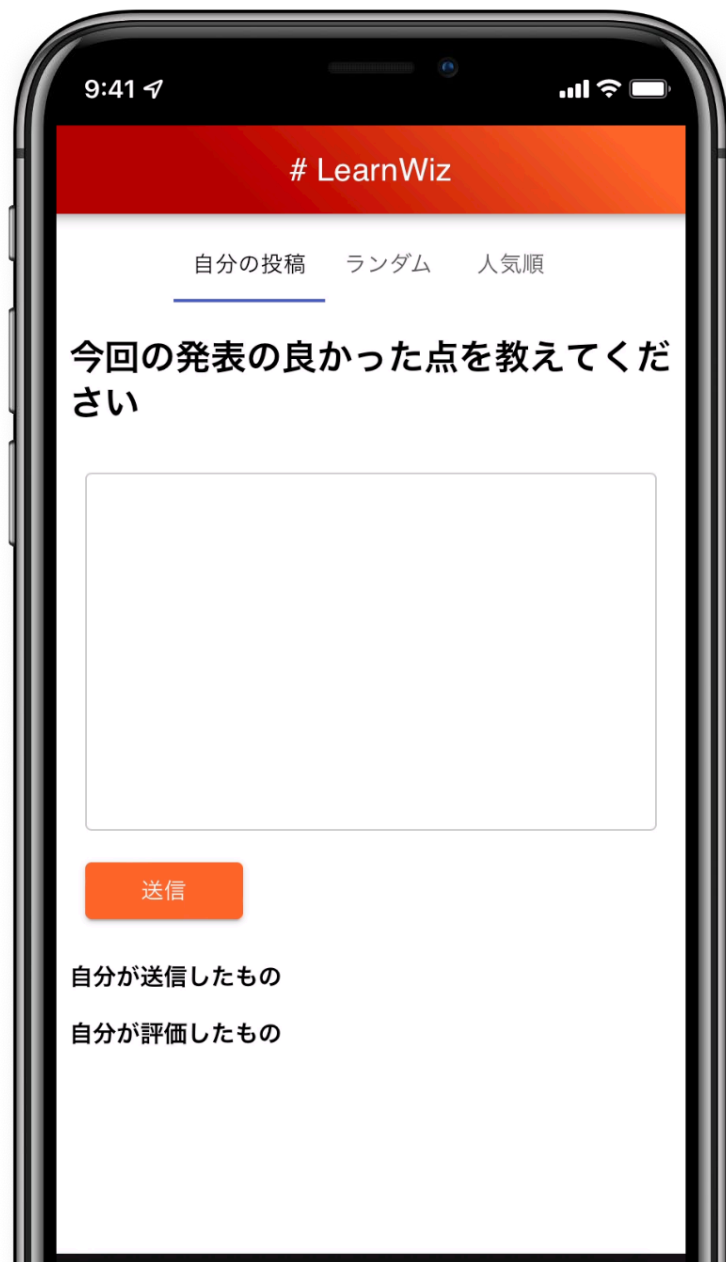 9:41
# LearnWiz
自分の投稿 ランダム 人気順
今回の発表の良かった点を教えてくだ
さい
送信
自分が送信したもの
自分が評価したもの